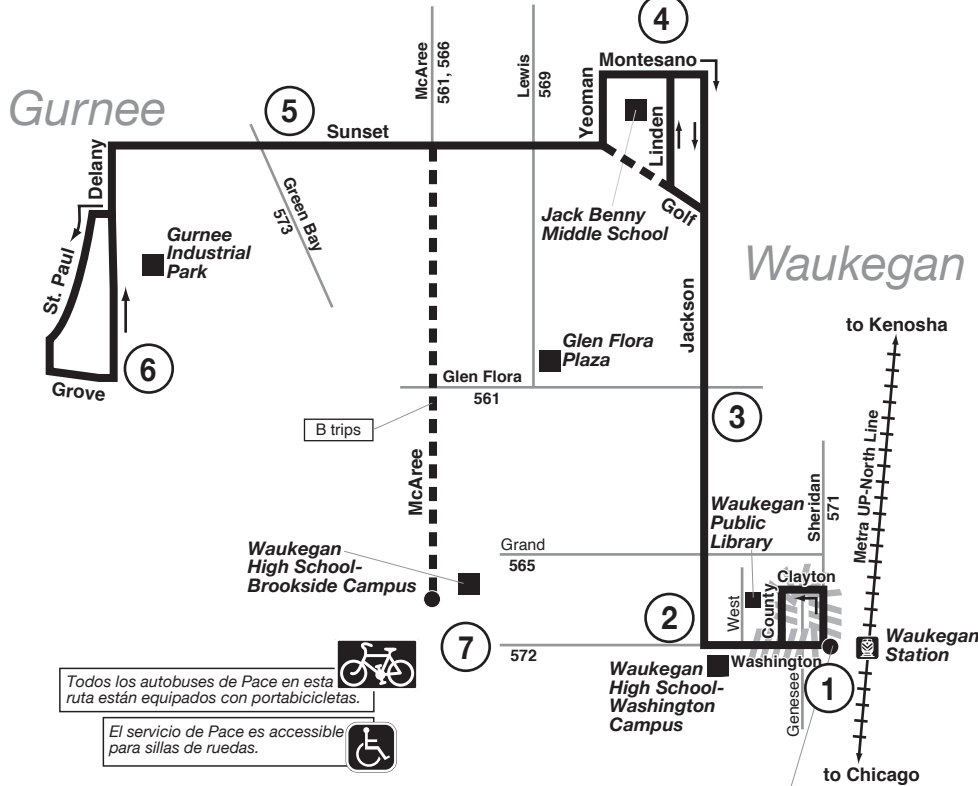 4
Montesano
McAree
561, 566
Lewis
569
Gurnee
5
Sunset
Yeoman
Linden
Delany
Green Bay
573
Golf
Jack Benny
Middle School
Gurnee
Industrial
Park
St. Paul
Waukegan
Jackson
to Kenosha
Glen Flora
Plaza
6
Grove
Glen Flora
561
3
B trips
McAree
Metra UP-North Line
Sheridan
571
Waukegan
Public
Library
Grand
565
Waukegan
High School-
Brookside Campus
Clayton
County
West
2
7
572
Washington
Waukegan
Station
1
Genesee
Waukegan
High School-
Washington
Campus
Todos los autobuses de Pace en esta
ruta están equipados con portabicicletas.
El servicio de Pace es accessible
para sillas de ruedas.
to Chicago